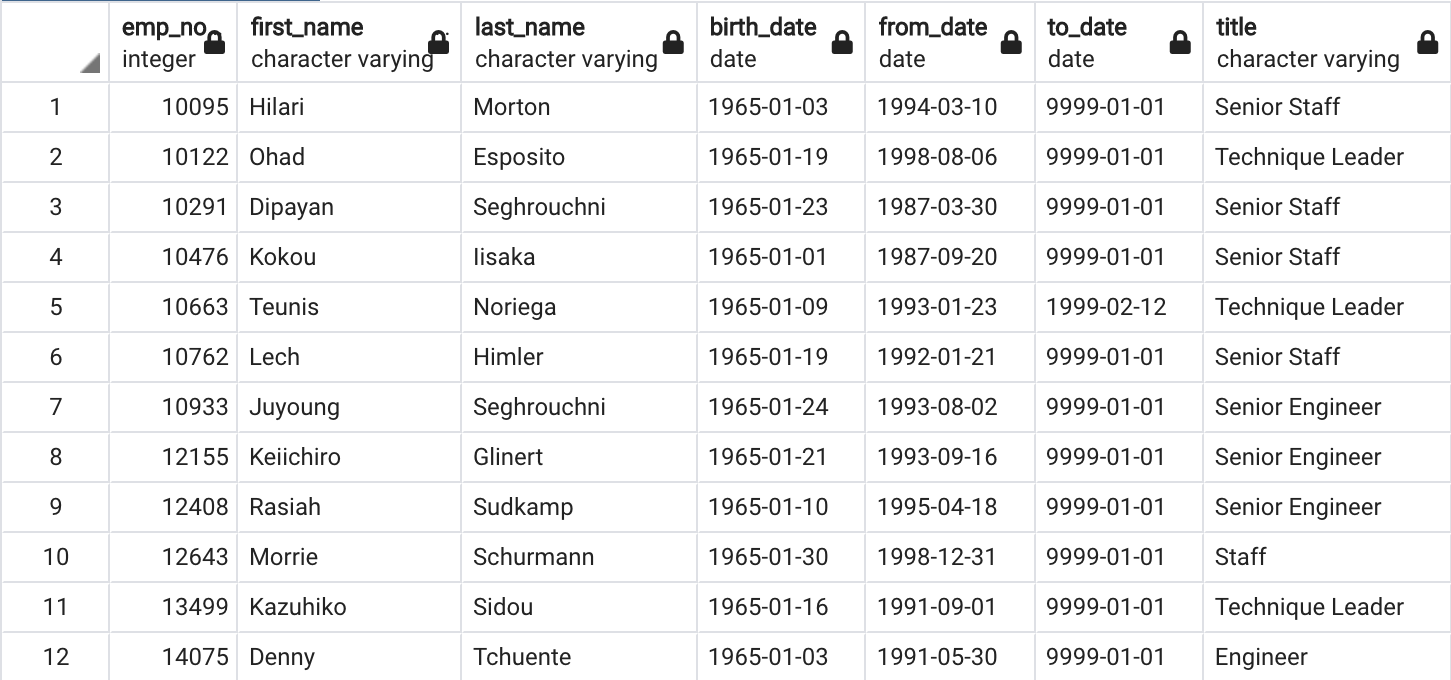 emp_no first_name last_name birth_date from_date to_date title
integer character varying character varying date date date character varying
1 10095 Hilari Morton 1965-01-03 1994-03-10 9999-01-01 Senior Staff
2 10122 Ohad Esposito 1965-01-19 1998-08-06 9999-01-01 Technique Leader
3 10291 Dipayan Seghrouchni 1965-01-23 1987-03-30 9999-01-01 Senior Staff
4 10476 Kokou Iisaka 1965-01-01 1987-09-20 9999-01-01 Senior Staff
5 10663 Teunis Noriega 1965-01-09 1993-01-23 1999-02-12 Technique Leader
6 10762 Lech Himler 1965-01-19 1992-01-21 9999-01-01 Senior Staff
7 10933 Juyoung Seghrouchni 1965-01-24 1993-08-02 9999-01-01 Senior Engineer
8 12155 Keiichiro Glinert 1965-01-21 1993-09-16 9999-01-01 Senior Engineer
9 12408 Rasiah Sudkamp 1965-01-10 1995-04-18 9999-01-01 Senior Engineer
10 12643 Morrie Schurmann 1965-01-30 1998-12-31 9999-01-01 Staff
11 13499 Kazuhiko Sidou 1965-01-16 1991-09-01 9999-01-01 Technique Leader
12 14075 Denny Tchuente 1965-01-03 1991-05-30 9999-01-01 Engineer